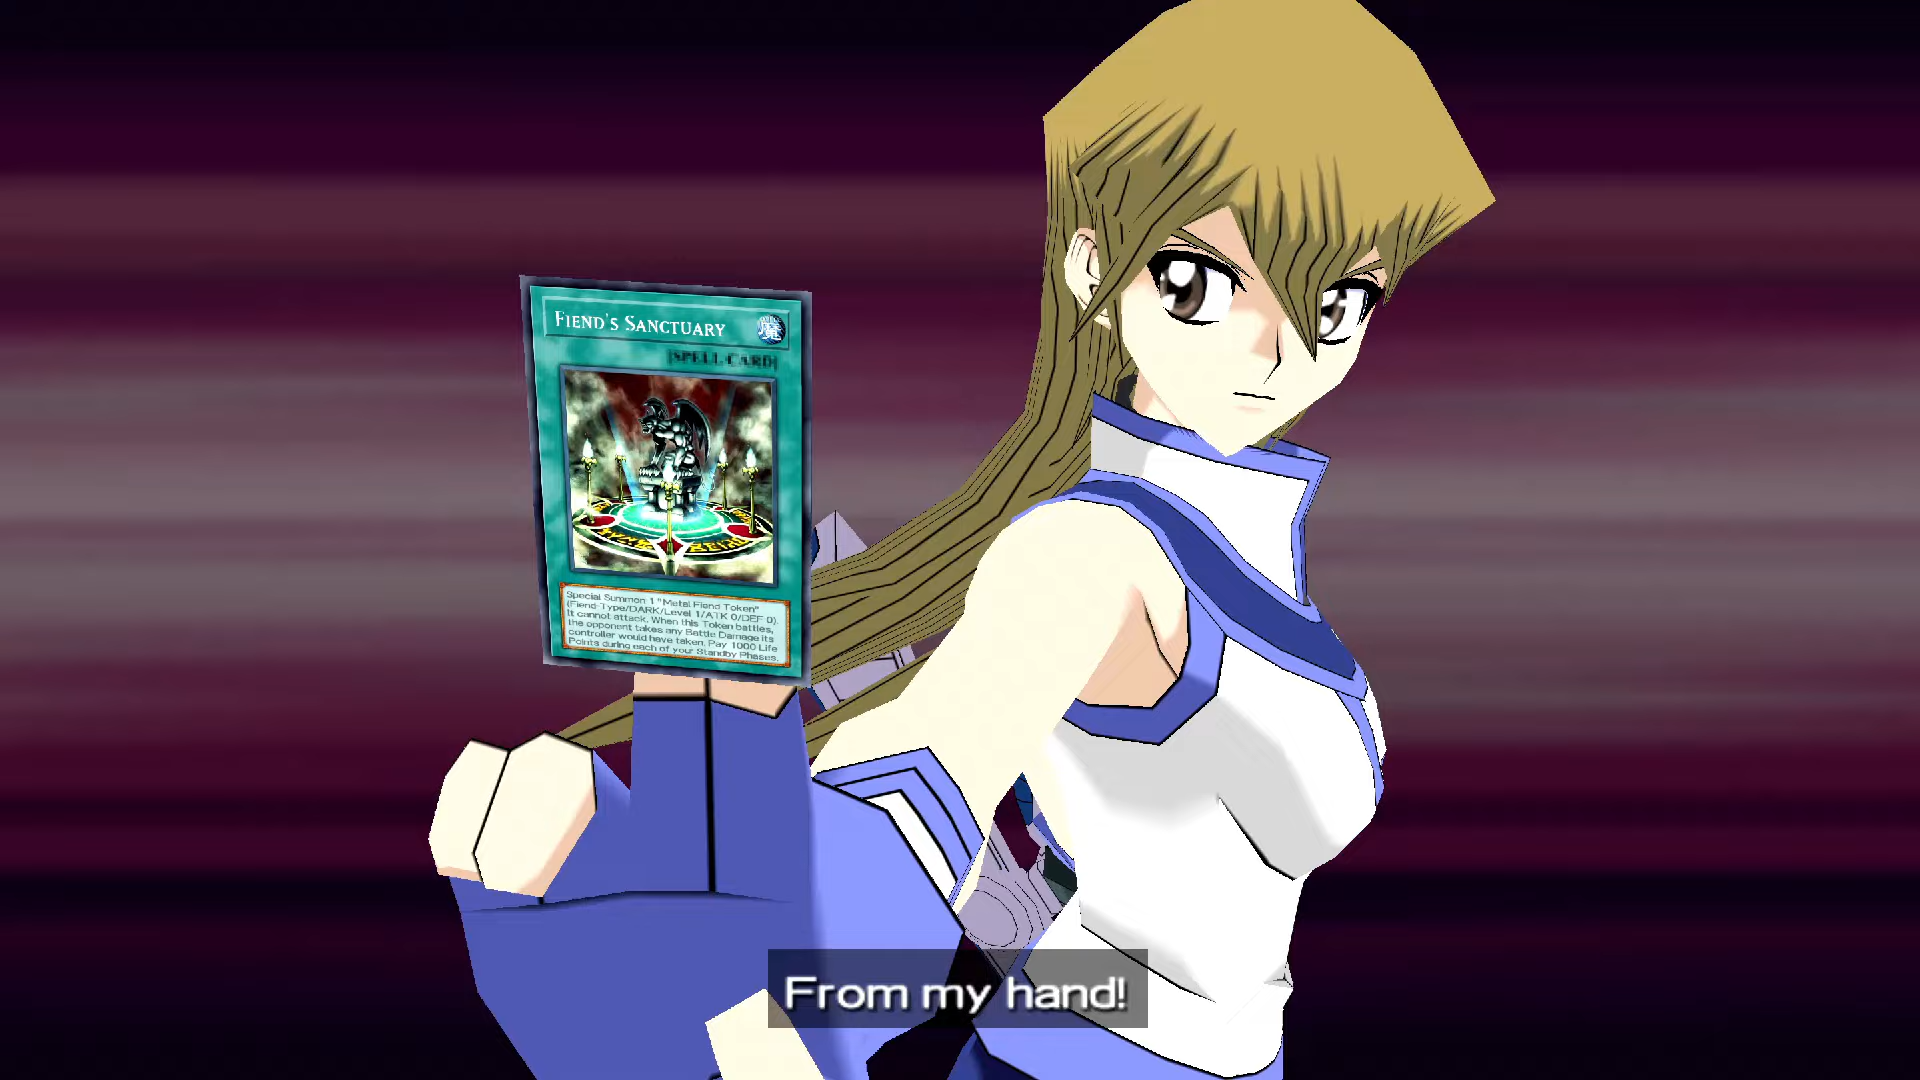 FIEND'S SANCTUARY
魔
[SPELL CARD]
Special Summon 1 "Metal Fiend Token"
(Fiend-Type/DARK/Level 1/ATK 0/DEF 0).
It cannot attack. When this Token battles,
the opponent takes any Battle Damage its
controller would have taken. Pay 1000 Life
Points during each of your Standby Phases.
From my hand!